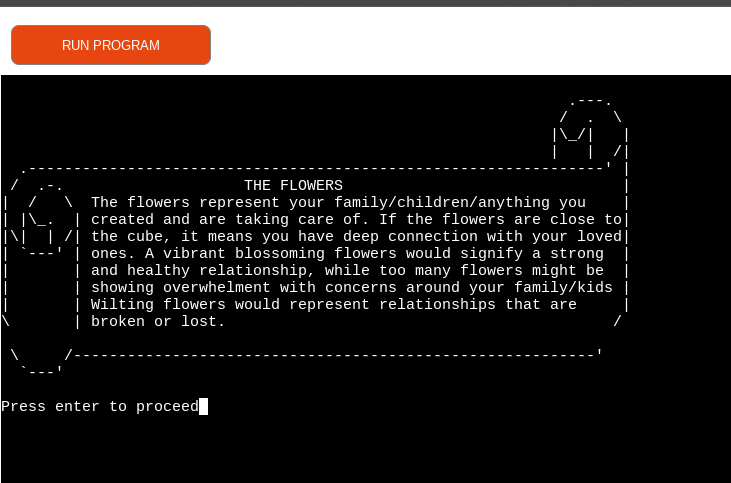 RUN PROGRAM
THE FLOWERS
The flowers represent your family/children/anything you
created and are taking care of. If the flowers are close to
the cube, it means you have deep connection with your loved
ones. A vibrant blossoming flowers would signify a strong
and healthy relationship, while too many flowers might be
showing overwhelment with concerns around your family/kids
Wilting flowers would represent relationships that are
broken or lost.
Press enter to proceed